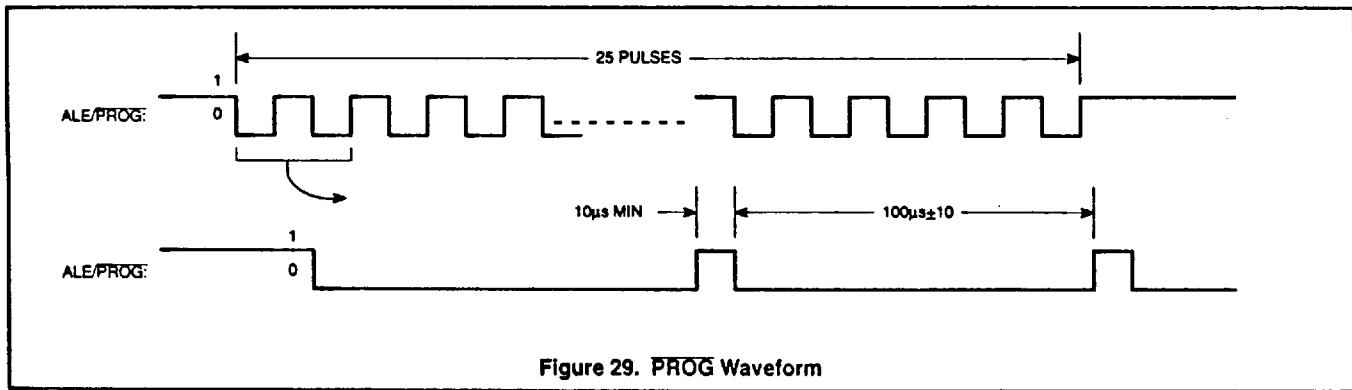 25 PULSES
1
ALE/PROG:
0
10µs MIN
100µs±10
1
ALE/PROG:
0
Figure 29. PROG Waveform